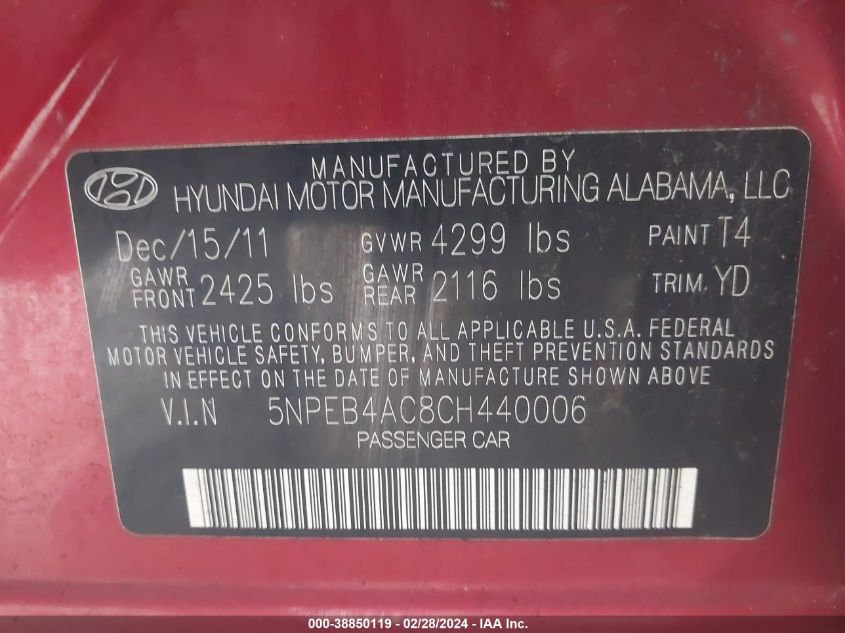 MANUFACTURED BY
HYUNDAI MOTOR MANUFACTURING ALABAMA, LLC
Dec/15/11 GVWR 4299 lbs PAINT T4
GAWR FRONT 2425 lbs GAWR REAR 2116 lbs TRIM. YD
THIS VEHICLE CONFORMS TO ALL APPLICABLE U.S.A. FEDERAL
MOTOR VEHICLE SAFETY, BUMPER, AND THEFT PREVENTION STANDARDS
IN EFFECT ON THE DATE OF MANUFACTURE SHOWN ABOVE
V.I.N 5NPEB4AC8CH440006
PASSENGER CAR
000-38850119 - 02/28/2024 - IAA, Inc.